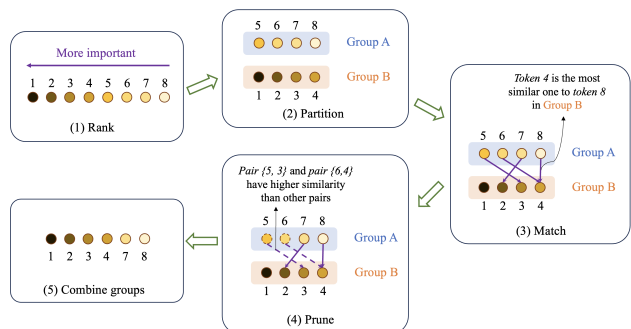 More important
1 2 3 4 5 6 7 8
(1) Rank
5 6 7 8
Group A
Group B
1 2 3 4
(2) Partition
Token 4 is the most
similar one to token 8
in Group B
5 6 7 8
Group A
Group B
1 2 3 4
(3) Match
Pair {5, 3} and pair {6,4}
have higher similarity
than other pairs
5 6 7 8
Group A
Group B
1 2 3 4
(4) Prune
1 2 3 4 7 8
(5) Combine groups